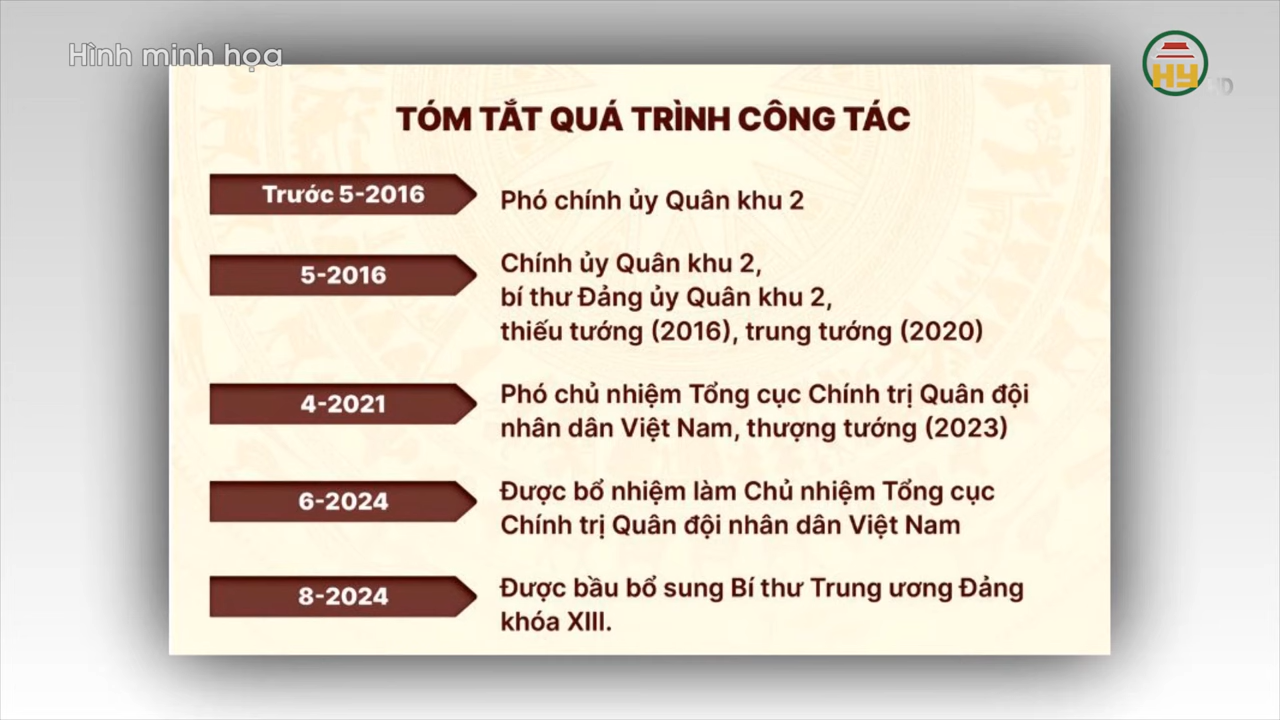 Hình minh họa
HY
HD
TÓM TẮT QUÁ TRÌNH CÔNG TÁC
Trước 5-2016
Phó chính ủy Quân khu 2
5-2016
Chính ủy Quân khu 2,
bí thư Đảng ủy Quân khu 2,
thiếu tướng (2016), trung tướng (2020)
4-2021
Phó chủ nhiệm Tổng cục Chính trị Quân đội
nhân dân Việt Nam, thượng tướng (2023)
6-2024
Được bổ nhiệm làm Chủ nhiệm Tổng cục
Chính trị Quân đội nhân dân Việt Nam
8-2024
Được bầu bổ sung Bí thư Trung ương Đảng
khóa XIII.